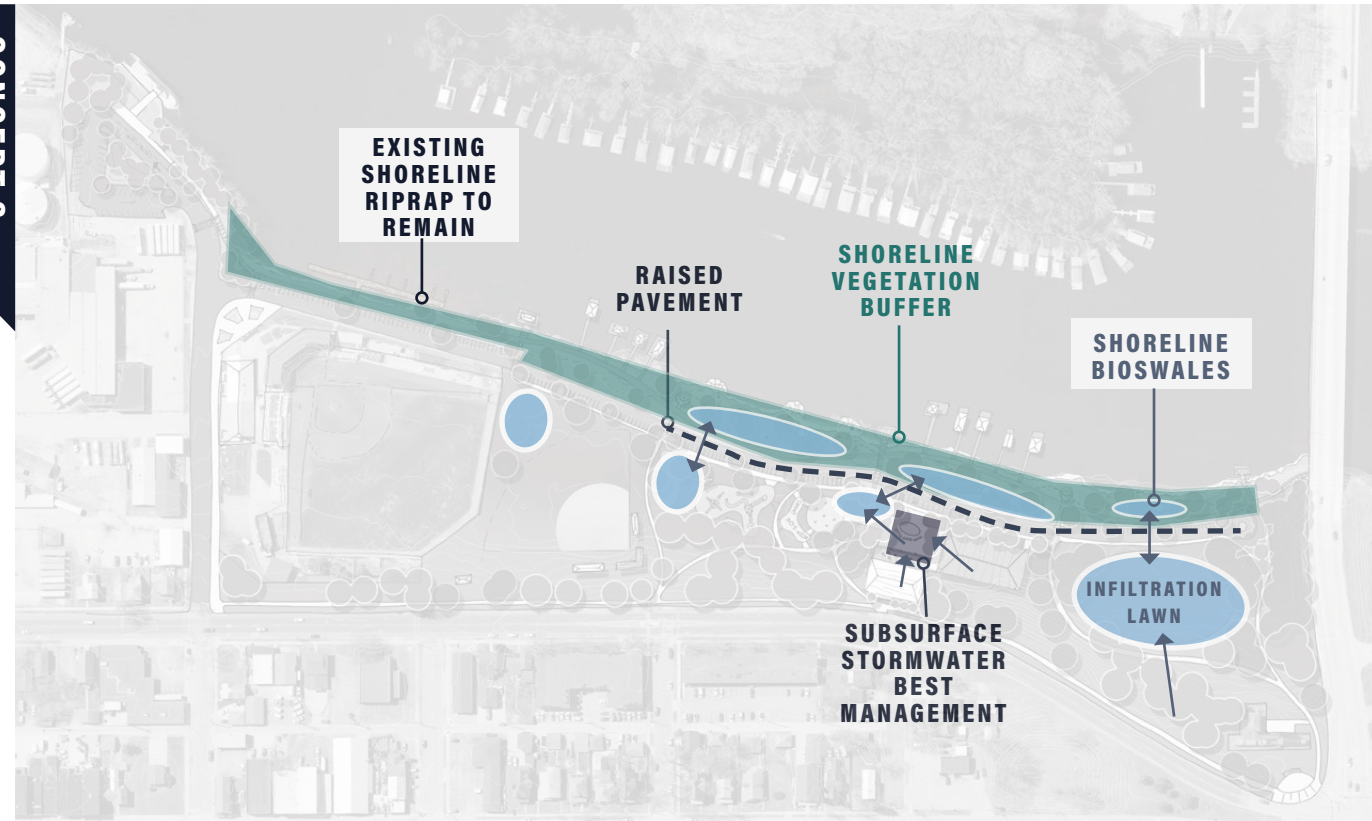 EXISTING
SHORELINE
RIPRAP TO
REMAIN
RAISED
PAVEMENT
SHORELINE
VEGETATION
BUFFER
SHORELINE
BIOSWALES
INFILTRATION
LAWN
SUBSURFACE
STORMWATER
BEST
MANAGEMENT